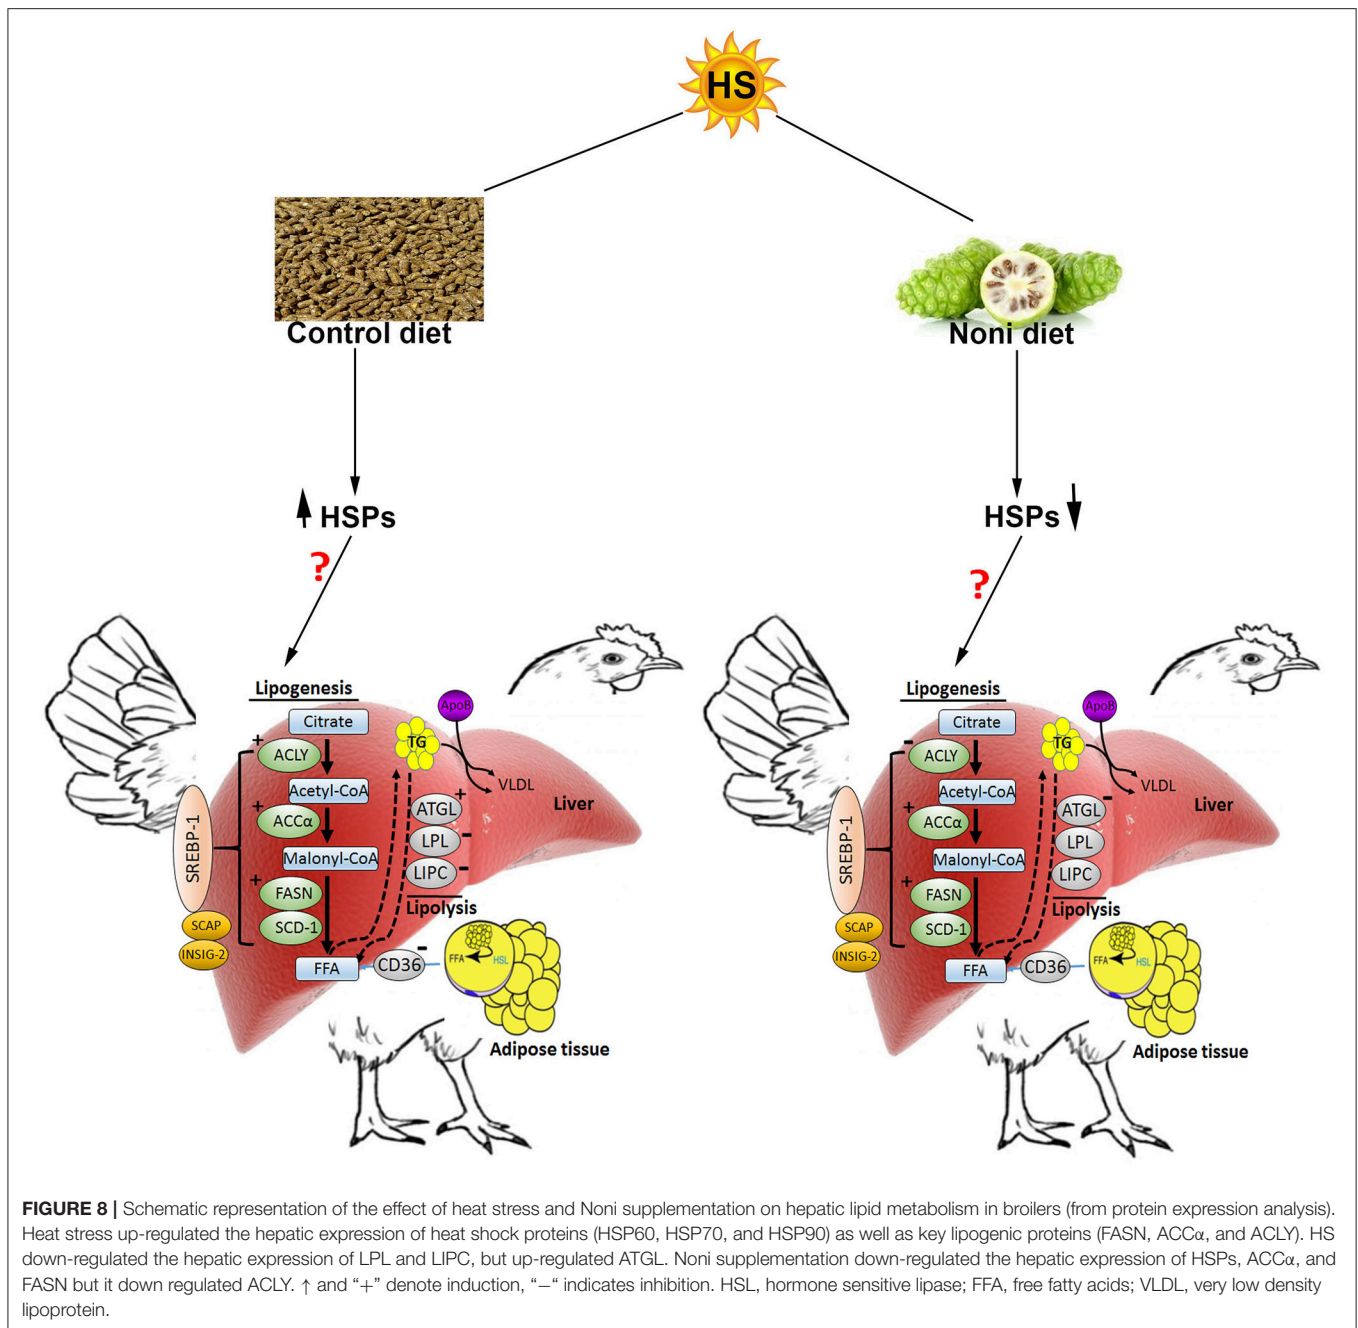 HS
Control diet
Noni diet
HSPs
HSPs
?
?
Lipogenesis
Citrate
+
ACLY
Acetyl-CoA
+
ACCα
Malonyl-CoA
+
FASN
SCD-1
FFA
SREBP-1
SCAP
INSIG-2
TG
ApoB
VLDL
Liver
+
ATGL
LPL -
LIPC -
Lipolysis
-
CD36
FFA
HSL
Adipose tissue
Lipogenesis
Citrate
-
ACLY
Acetyl-CoA
+
ACCα
Malonyl-CoA
+
FASN
SCD-1
FFA
SREBP-1
SCAP
INSIG-2
TG
ApoB
VLDL
Liver
-
ATGL
LPL
LIPC
Lipolysis
CD36
FFA
HSL
Adipose tissue
FIGURE 8 | Schematic representation of the effect of heat stress and Noni supplementation on hepatic lipid metabolism in broilers (from protein expression analysis).
Heat stress up-regulated the hepatic expression of heat shock proteins (HSP60, HSP70, and HSP90) as well as key lipogenic proteins (FASN, ACCα, and ACLY). HS
down-regulated the hepatic expression of LPL and LIPC, but up-regulated ATGL. Noni supplementation down-regulated the hepatic expression of HSPs, ACCα, and
FASN but it down regulated ACLY. ↑ and “+” denote induction, “−“ indicates inhibition. HSL, hormone sensitive lipase; FFA, free fatty acids; VLDL, very low density
lipoprotein.